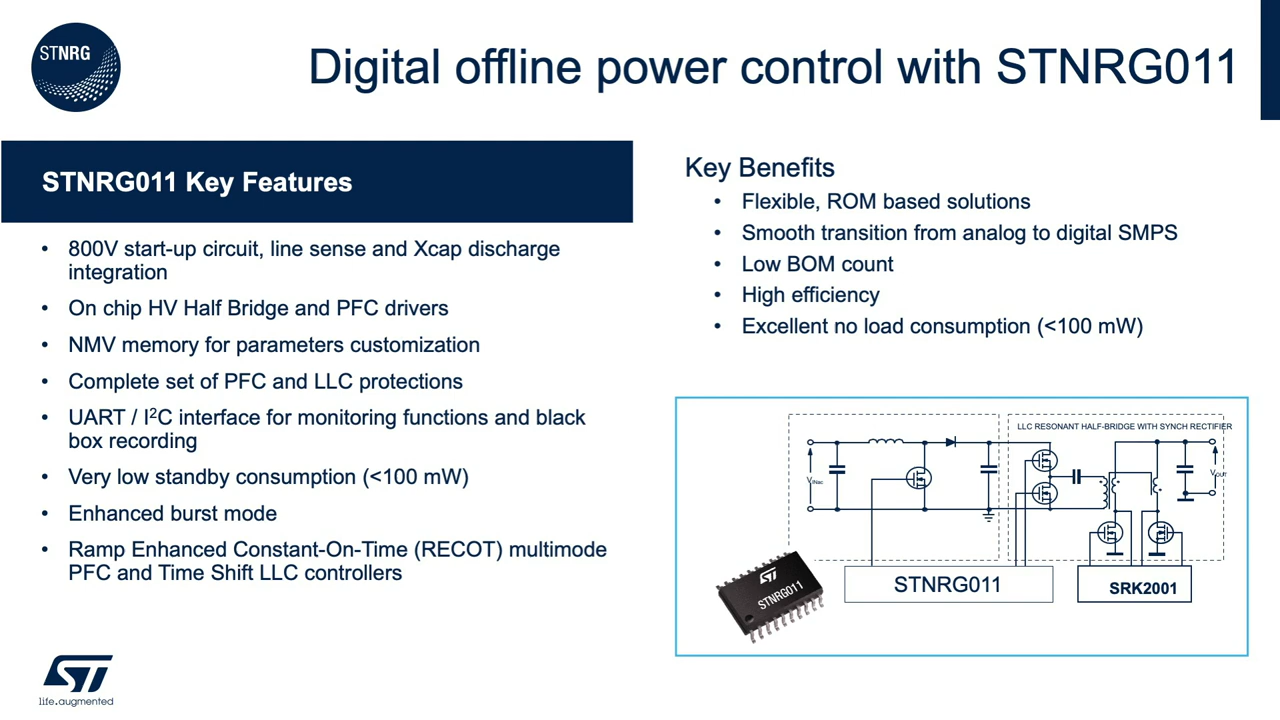 STNRG
Digital offline power control with STNRG011
STNRG011 Key Features
• 800V start-up circuit, line sense and Xcap discharge
integration
• On chip HV Half Bridge and PFC drivers
• NMV memory for parameters customization
• Complete set of PFC and LLC protections
• UART / I²C interface for monitoring functions and black
box recording
• Very low standby consumption (<100 mW)
• Enhanced burst mode
• Ramp Enhanced Constant-On-Time (RECOT) multimode
PFC and Time Shift LLC controllers
Key Benefits
• Flexible, ROM based solutions
• Smooth transition from analog to digital SMPS
• Low BOM count
• High efficiency
• Excellent no load consumption (<100 mW)
LLC RESONANT HALF-BRIDGE WITH SYNCH RECTIFIER
VINac
VOUT
STNRG011
SRK2001
ST
STNRG011
ST
life.augmented